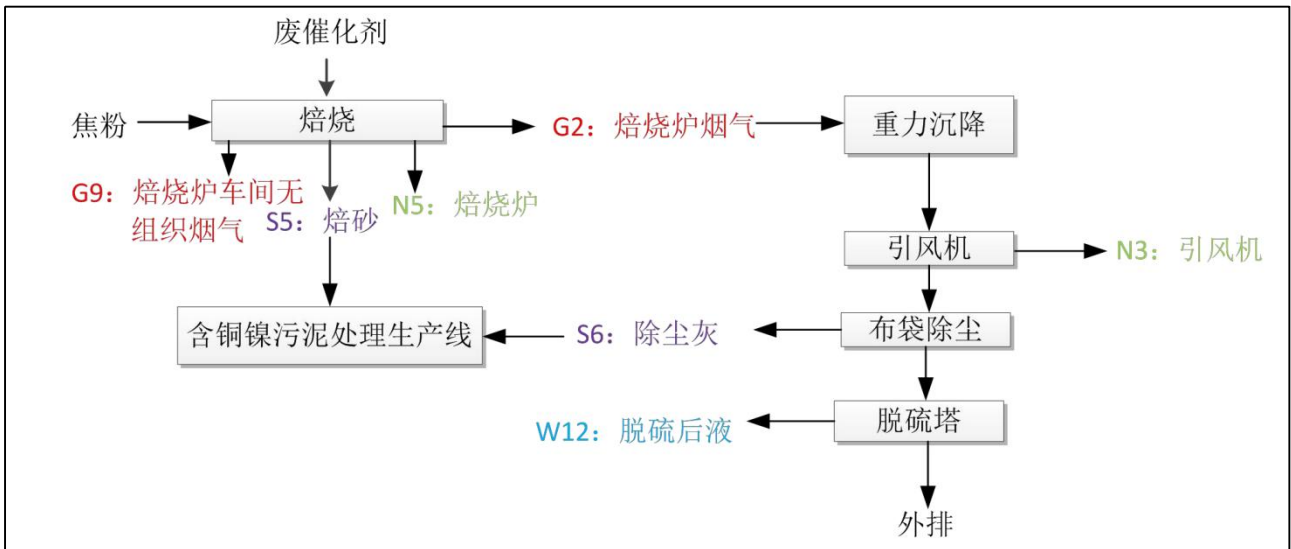 废催化剂
焦粉
焙烧
G2：焙烧炉烟气
重力沉降
G9：焙烧炉车间无
组织烟气
S5：焙砂
N5：焙烧炉
引风机
N3：引风机
含铜镍污泥处理生产线
S6：除尘灰
布袋除尘
W12：脱硫后液
脱硫塔
外排